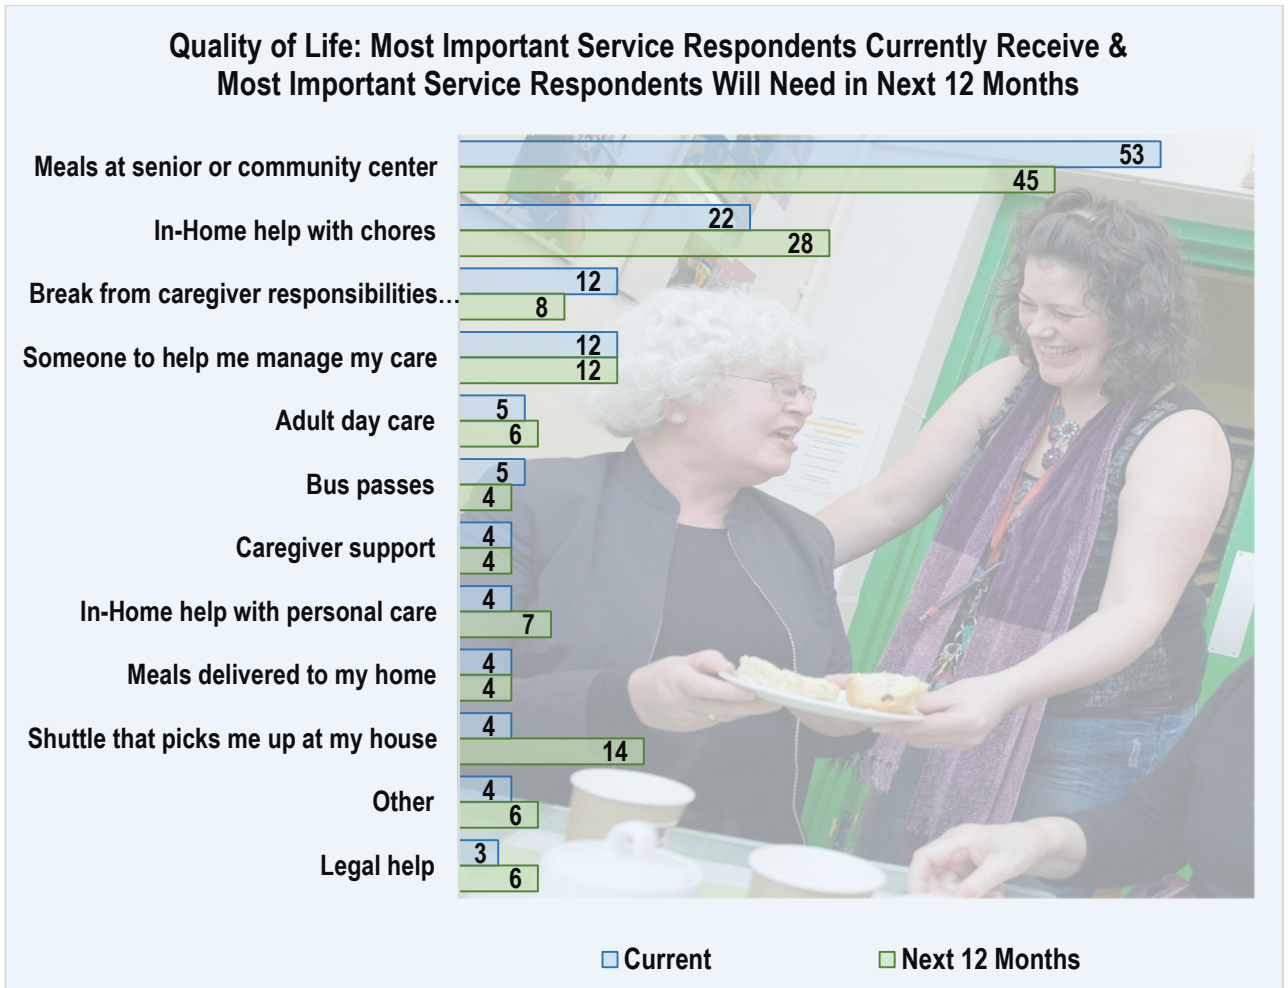 Quality of Life: Most Important Service Respondents Currently Receive &
Most Important Service Respondents Will Need in Next 12 Months
Meals at senior or community center
53
45
In-Home help with chores
22
28
Break from caregiver responsibilities…
12
8
Someone to help me manage my care
12
12
Adult day care
5
6
Bus passes
5
4
Caregiver support
4
4
In-Home help with personal care
4
7
Meals delivered to my home
4
4
Shuttle that picks me up at my house
4
14
Other
4
6
Legal help
3
6
Current
Next 12 Months